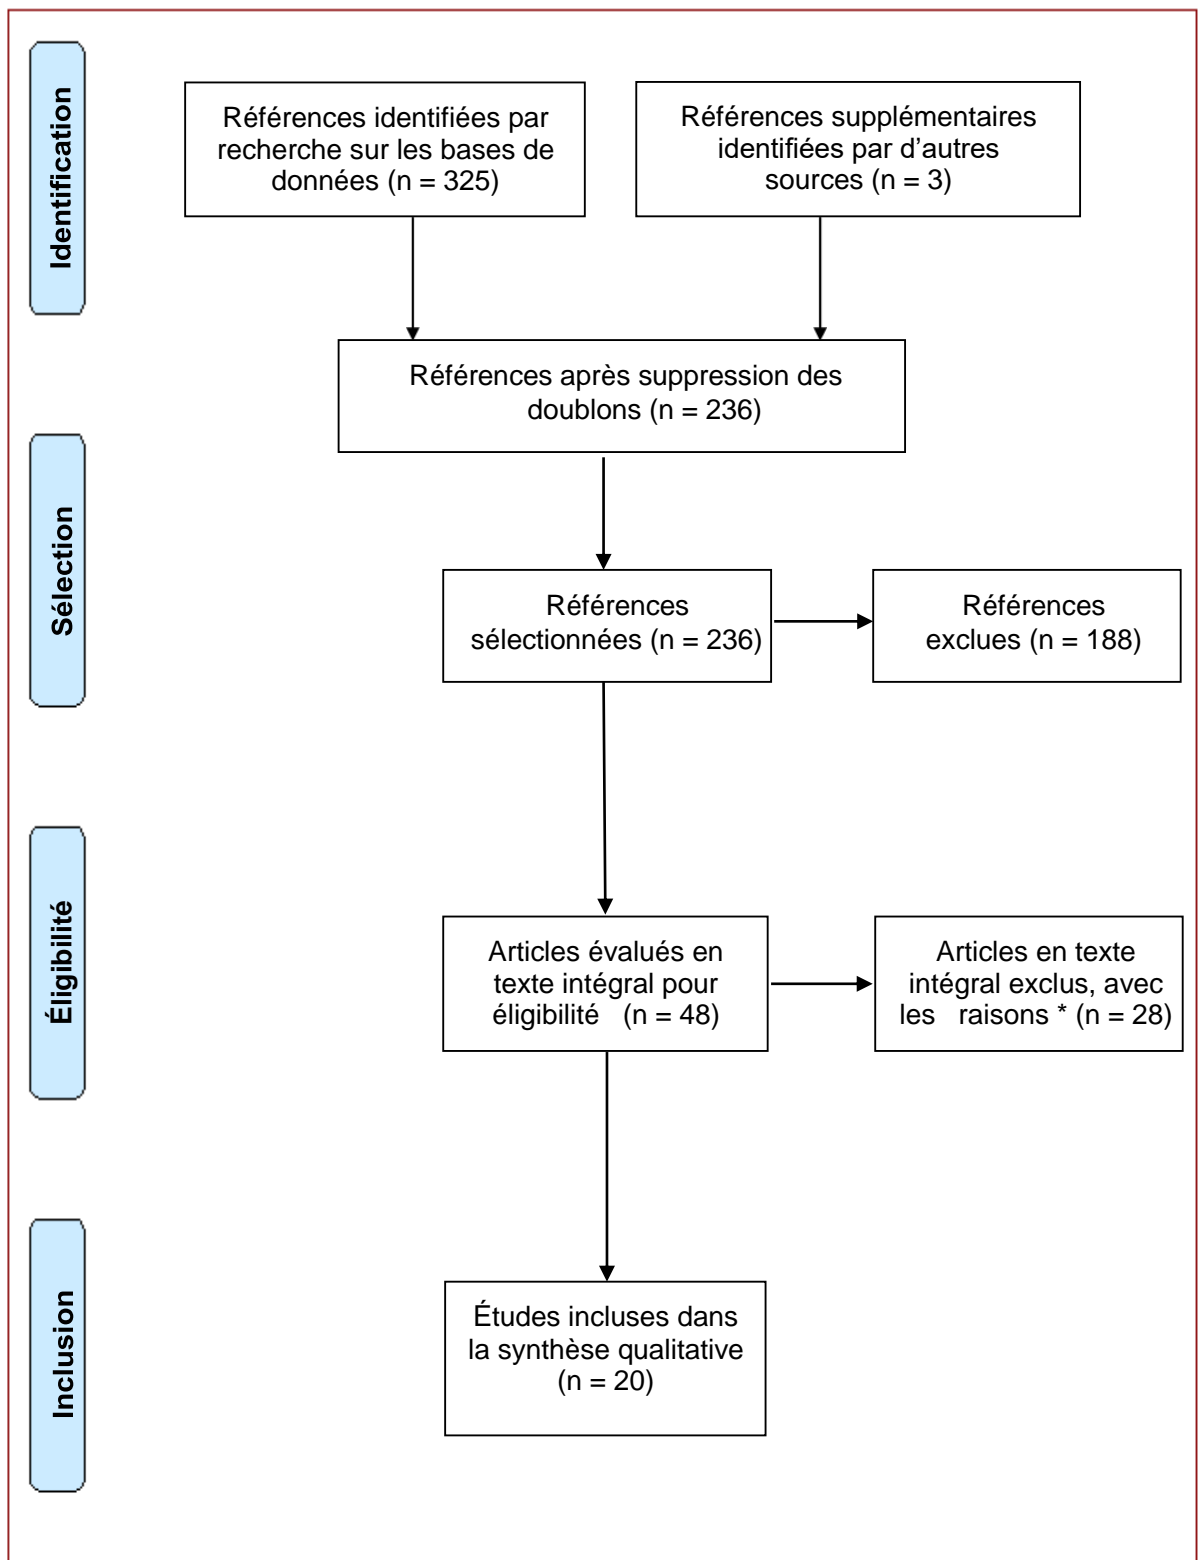 Identification
Références identifiées par
recherche sur les bases de
données (n = 325)
Références supplémentaires
identifiées par d'autres
sources (n = 3)
Références après suppression des
doublons (n = 236)
Sélection
Références
sélectionnées (n = 236)
Références
exclues (n = 188)
Éligibilité
Articles évalués en
texte intégral pour
éligibilité (n = 48)
Articles en texte
intégral exclus, avec
les raisons * (n = 28)
Inclusion
Études incluses dans
la synthèse qualitative
(n = 20)